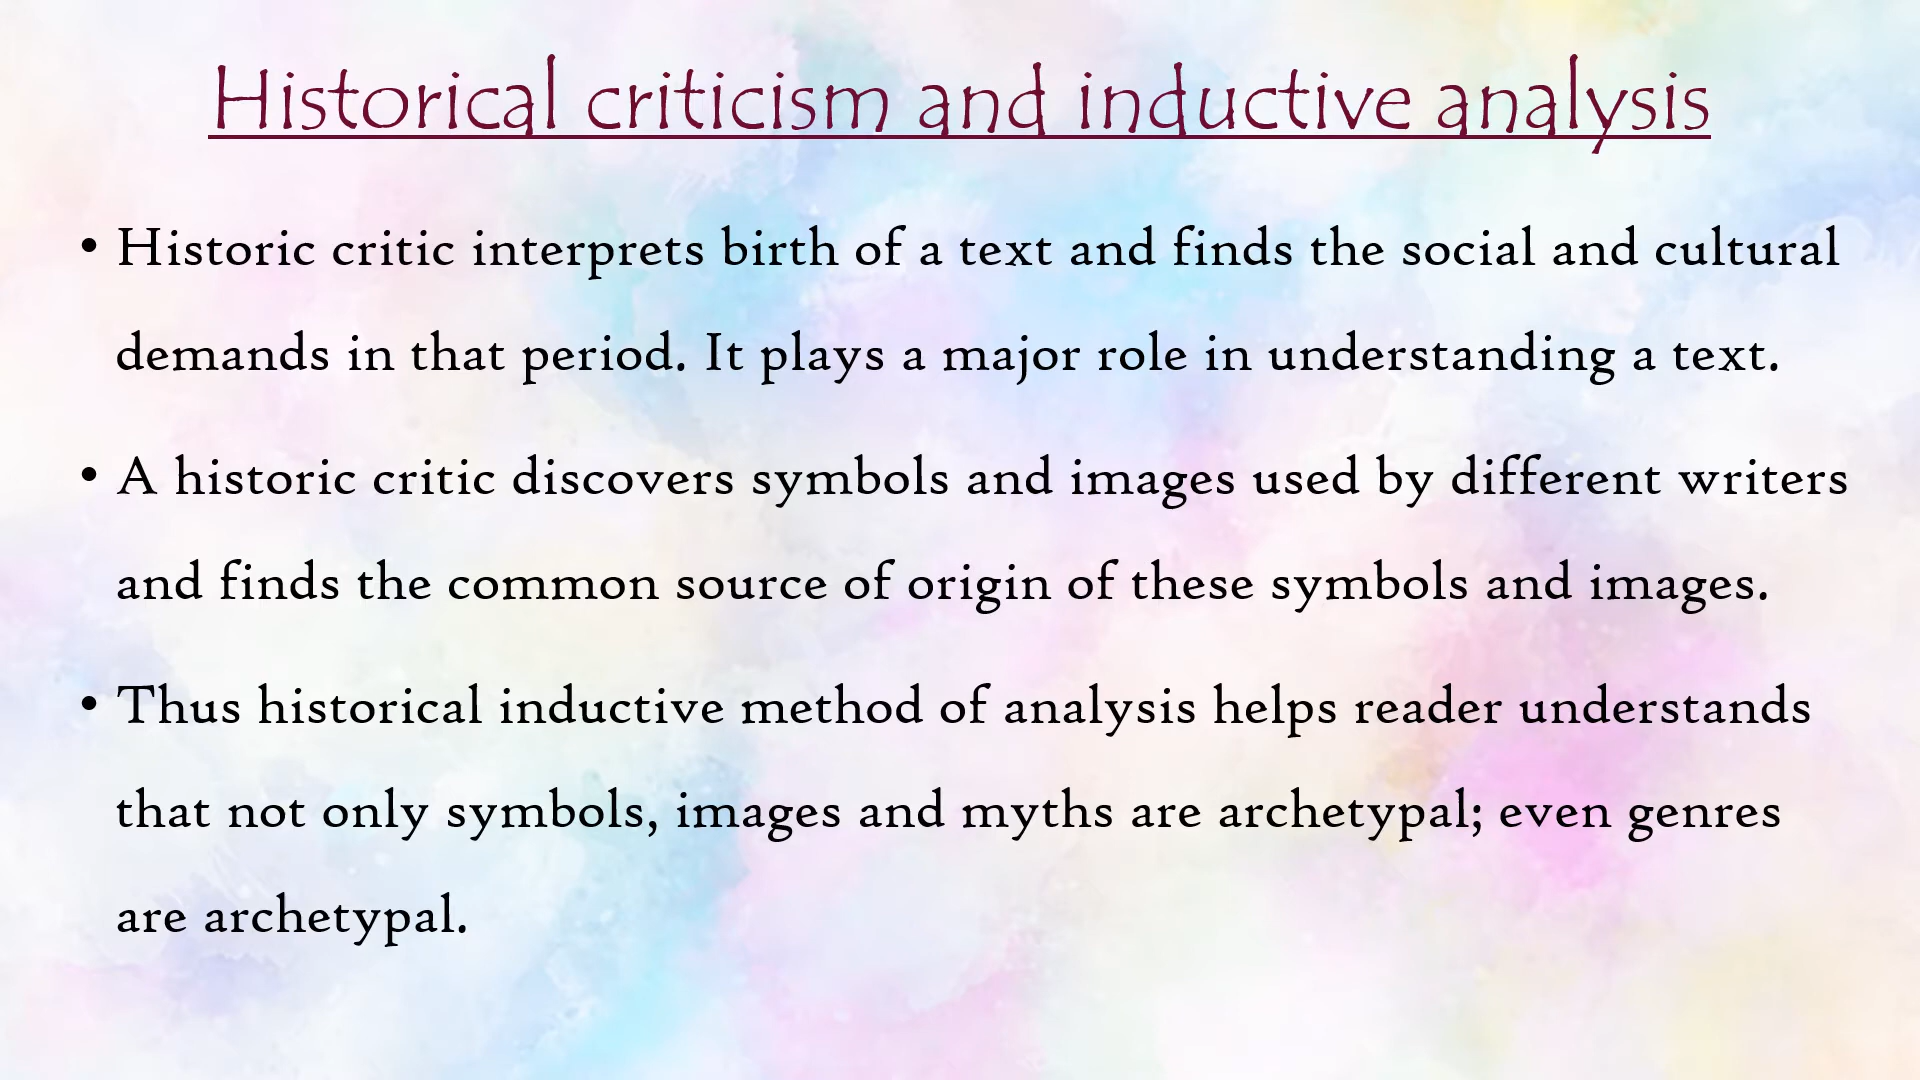 Historical criticism and inductive analysis
• Historic critic interprets birth of a text and finds the social and cultural
demands in that period. It plays a major role in understanding a text.
• A historic critic discovers symbols and images used by different writers
and finds the common source of origin of these symbols and images.
• Thus historical inductive method of analysis helps reader understands
that not only symbols, images and myths are archetypal; even genres
are archetypal.